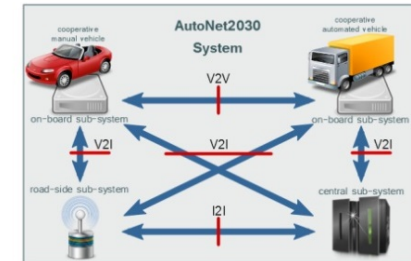 cooperative
manual vehicle
AutoNet2030
System
cooperative
automated vehicle
V2V
on-board sub-system
on-board sub-system
V2I
V2I
V2I
road-side sub-system
central sub-system
I2I